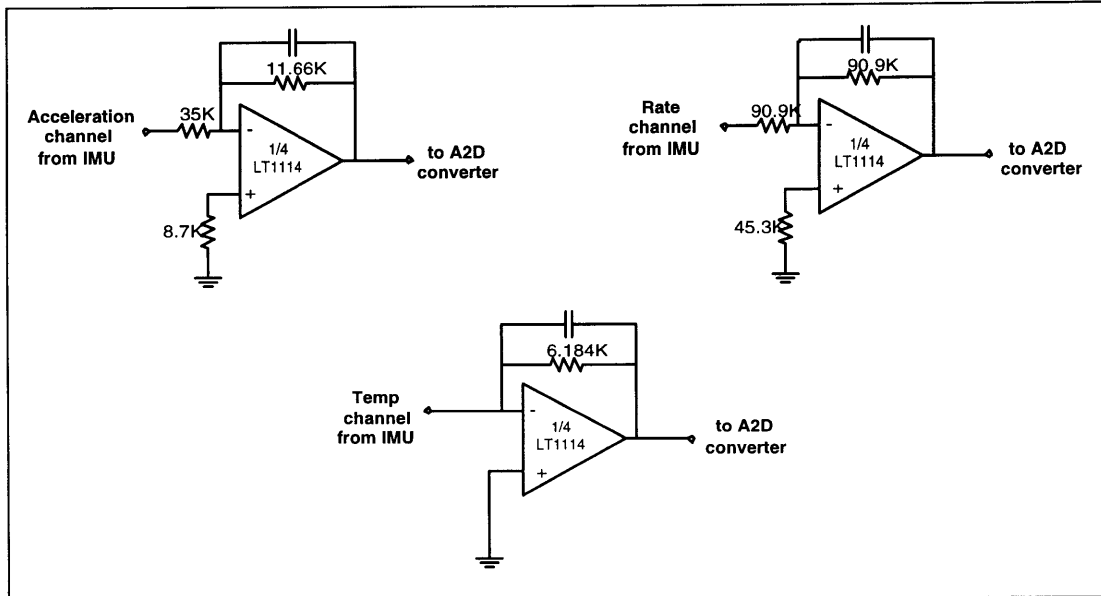 11.66K
35K
Acceleration
channel
from IMU
-
1/4
LT1114
+
to A2D
converter
8.7K
90.9K
90.9K
Rate
channel
from IMU
-
1/4
LT1114
+
to A2D
converter
45.3K
6.184K
Temp
channel
from IMU
-
1/4
LT1114
+
to A2D
converter